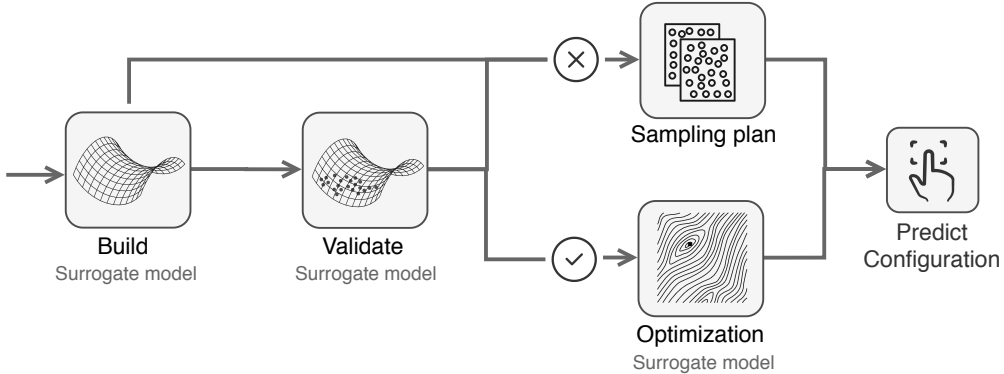 Sampling plan
Build
Surrogate model
Validate
Surrogate model
Predict
Configuration
Optimization
Surrogate model